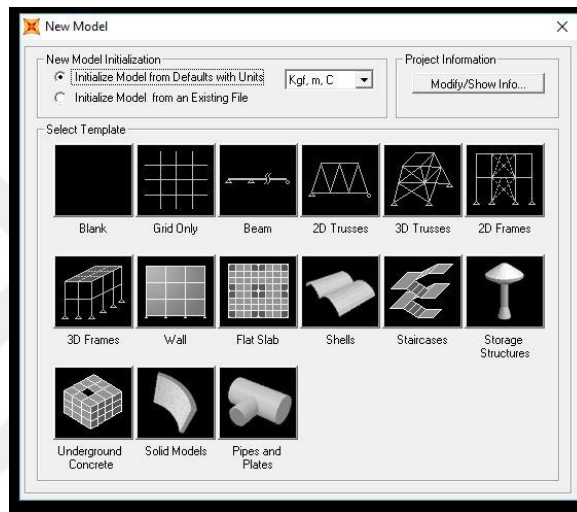 New Model
New Model Initialization
Project Information
Initialize Model from Defaults with Units
Kgf, m, C
Modify/Show Info...
Initialize Model from an Existing File
Select Template
Blank
Grid Only
Beam
2D Trusses
3D Trusses
2D Frames
3D Frames
Wall
Flat Slab
Shells
Staircases
Storage
Structures
Underground
Concrete
Solid Models
Pipes and
Plates